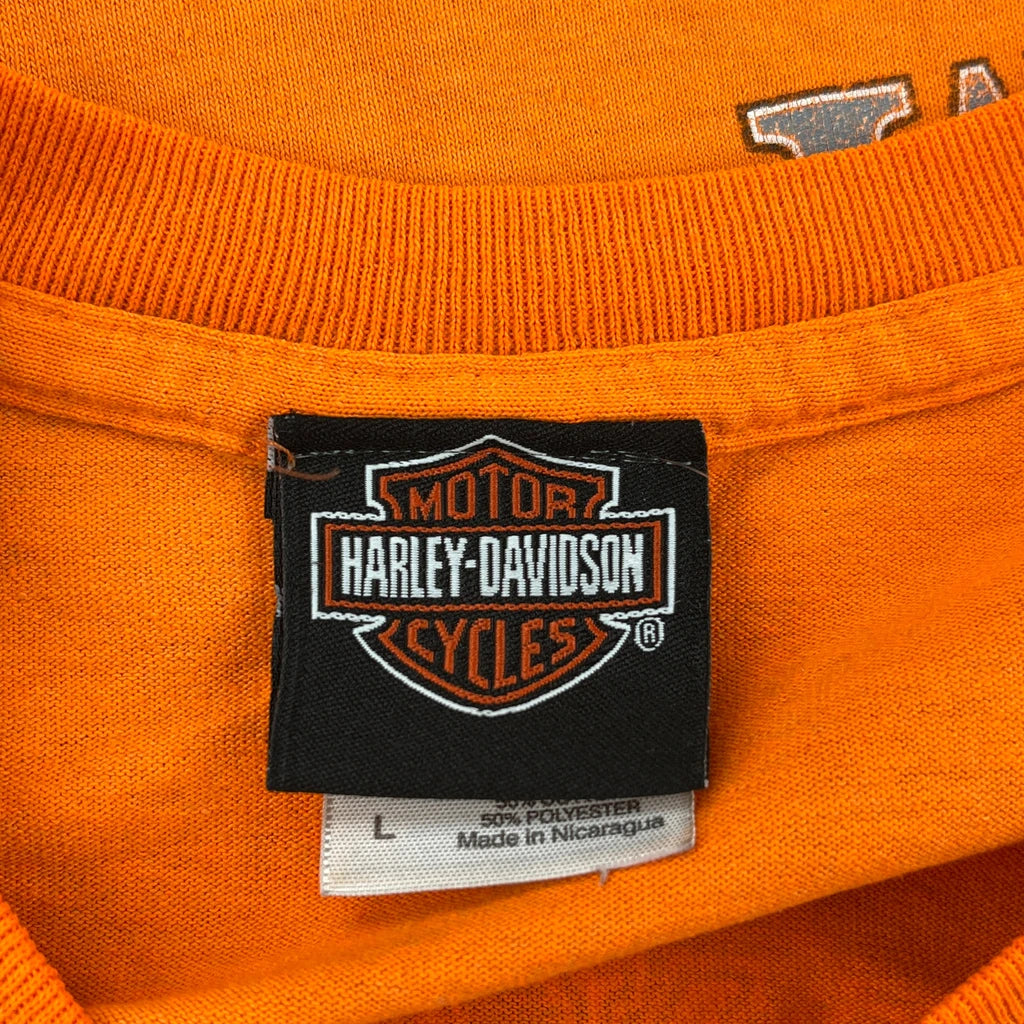 MOTOR
HARLEY-DAVIDSON
CYCLES
®
L
50% POLYESTER
Made in Nicaragua